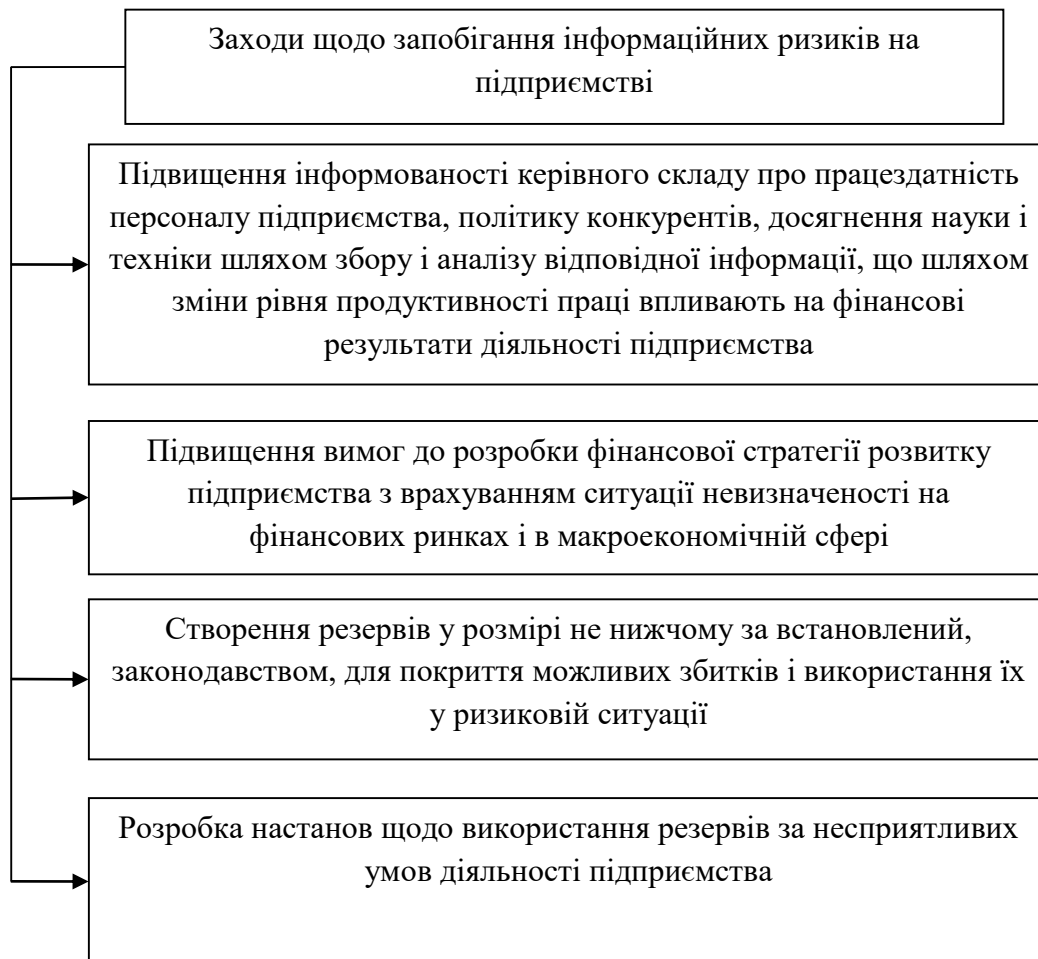 Заходи щодо запобігання інформаційних ризиків на
підприємстві
Підвищення інформованості керівного складу про працездатність
персоналу підприємства, політику конкурентів, досягнення науки і
техніки шляхом збору і аналізу відповідної інформації, що шляхом
зміни рівня продуктивності праці впливають на фінансові
результати діяльності підприємства
Підвищення вимог до розробки фінансової стратегії розвитку
підприємства з врахуванням ситуації невизначеності на
фінансових ринках і в макроекономічній сфері
Створення резервів у розмірі не нижчому за встановлений,
законодавством, для покриття можливих збитків і використання їх
у ризиковій ситуації
Розробка настанов щодо використання резервів за несприятливих
умов діяльності підприємства